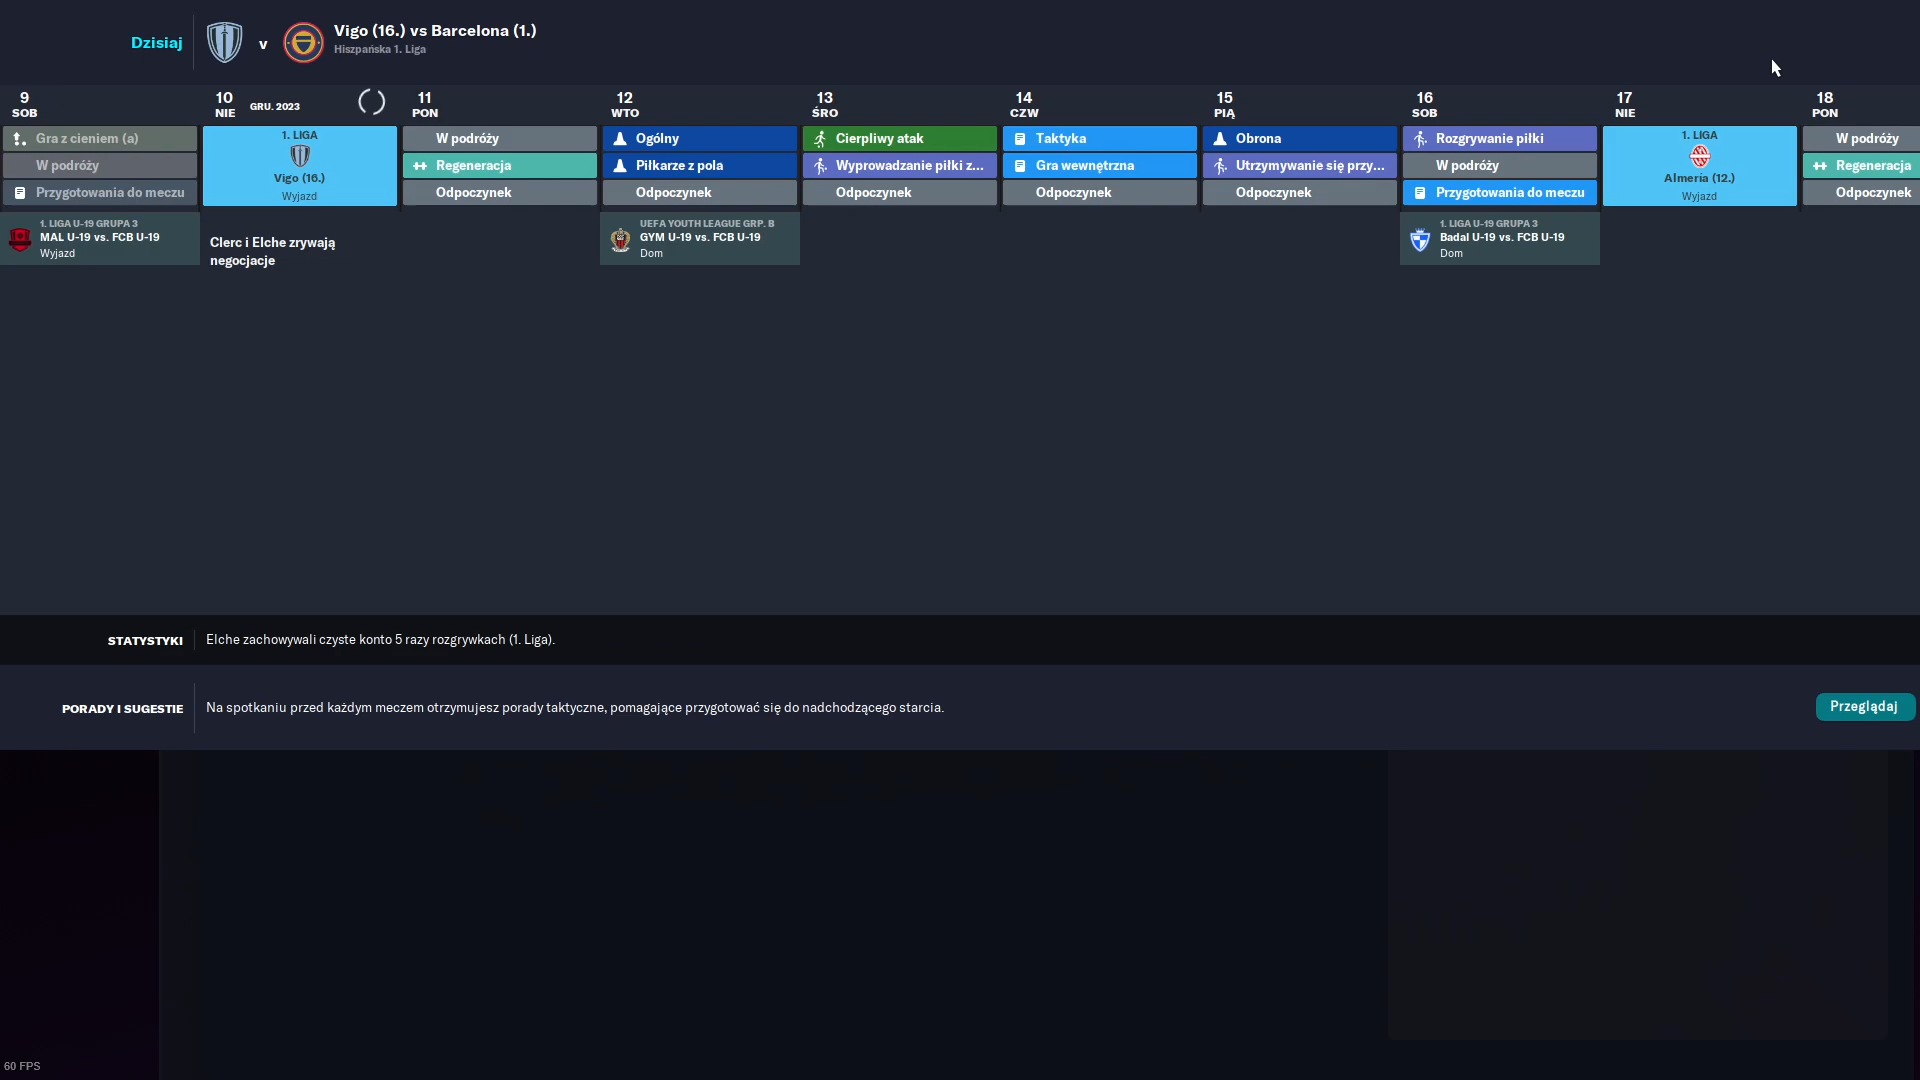 Dzisiaj
v
Vigo (16.) vs Barcelona (1.)
Hiszpańska 1. Liga
9
SOB
10
NIE
GRU. 2023
11
PON
12
WTO
13
ŚRO
14
CZW
15
PIĄ
16
SOB
17
NIE
18
PON
Gra z cieniem (a)
W podróży
Przygotowania do meczu
1. LIGA
Vigo (16.)
Wyjazd
W podróży
Regeneracja
Odpoczynek
Ogólny
Piłkarze z pola
Odpoczynek
Cierpliwy atak
Wyprowadzanie piłki z...
Odpoczynek
Taktyka
Gra wewnętrzna
Odpoczynek
Obrona
Utrzymywanie się przy...
Odpoczynek
Rozgrywanie piłki
W podróży
Przygotowania do meczu
1. LIGA
Almería (12.)
Wyjazd
W podróży
Regeneracja
Odpoczynek
1. LIGA U-19 GRUPA 3
MAL U-19 vs. FCB U-19
Wyjazd
Clerc i Elche zrywają
negocjacje
UEFA YOUTH LEAGUE GRP. B
GYM U-19 vs. FCB U-19
Dom
1. LIGA U-19 GRUPA 3
Badal U-19 vs. FCB U-19
Dom
STATYSTYKI
Elche zachowywali czyste konto 5 razy rozgrywkach (1. Liga).
PORADY I SUGESTIE
Na spotkaniu przed każdym meczem otrzymujesz porady taktyczne, pomagające przygotować się do nadchodzącego starcia.
Przeglądaj
60 FPS